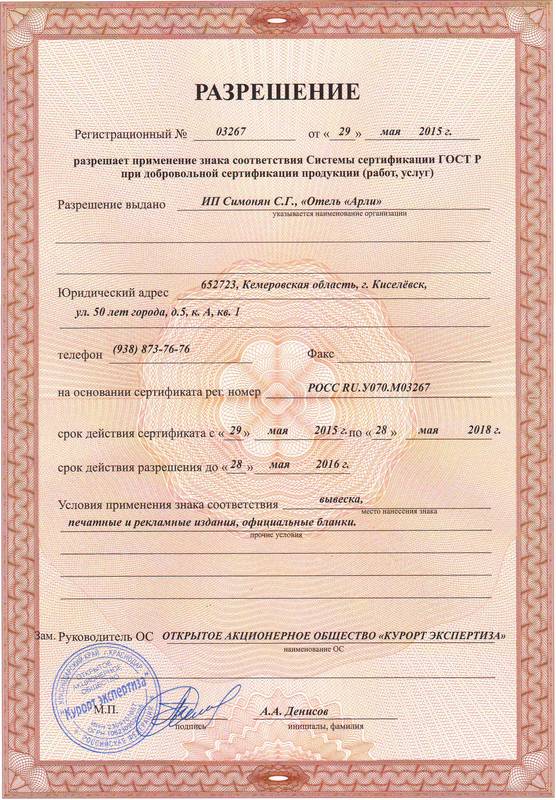 РАЗРЕШЕНИЕ
Регистрационный № 03267 от « 29 » мая 2015 г.
разрешает применение знака соответствия Системы сертификации ГОСТ Р
при добровольной сертификации продукции (работ, услуг)
Разрешение выдано ИП Симонян С.Г., «Отель «Арли»
указывается наименование организации
Юридический адрес 652723, Кемеровская область, г. Киселёвск,
ул. 50 лет города, д.5, к. А, кв. 1
телефон (938) 873-76-76 Факс
на основании сертификата рег. номер РОСС RU.У070.М03267
срок действия сертификата с « 29 » мая 2015 г. по « 28 » мая 2018 г.
срок действия разрешения до « 28 » мая 2016 г.
Условия применения знака соответствия вывеска,
место нанесения знака
печатные и рекламные издания, официальные бланки.
прочие условия
Зам. Руководитель ОС ОТКРЫТОЕ АКЦИОНЕРНОЕ ОБЩЕСТВО «КУРОРТ ЭКСПЕРТИЗА»
наименование ОС
КРАСНОДАРСКИЙ КРАЙ г.КРАСНОДАР
ОТКРЫТОЕ
АКЦИОНЕРНОЕ
ОБЩЕСТВО
"Курорт экспертиза"
РОССИЙСКАЯ ФЕДЕРАЦИЯ
М.П. А.А. Денисов
подпись инициалы, фамилия